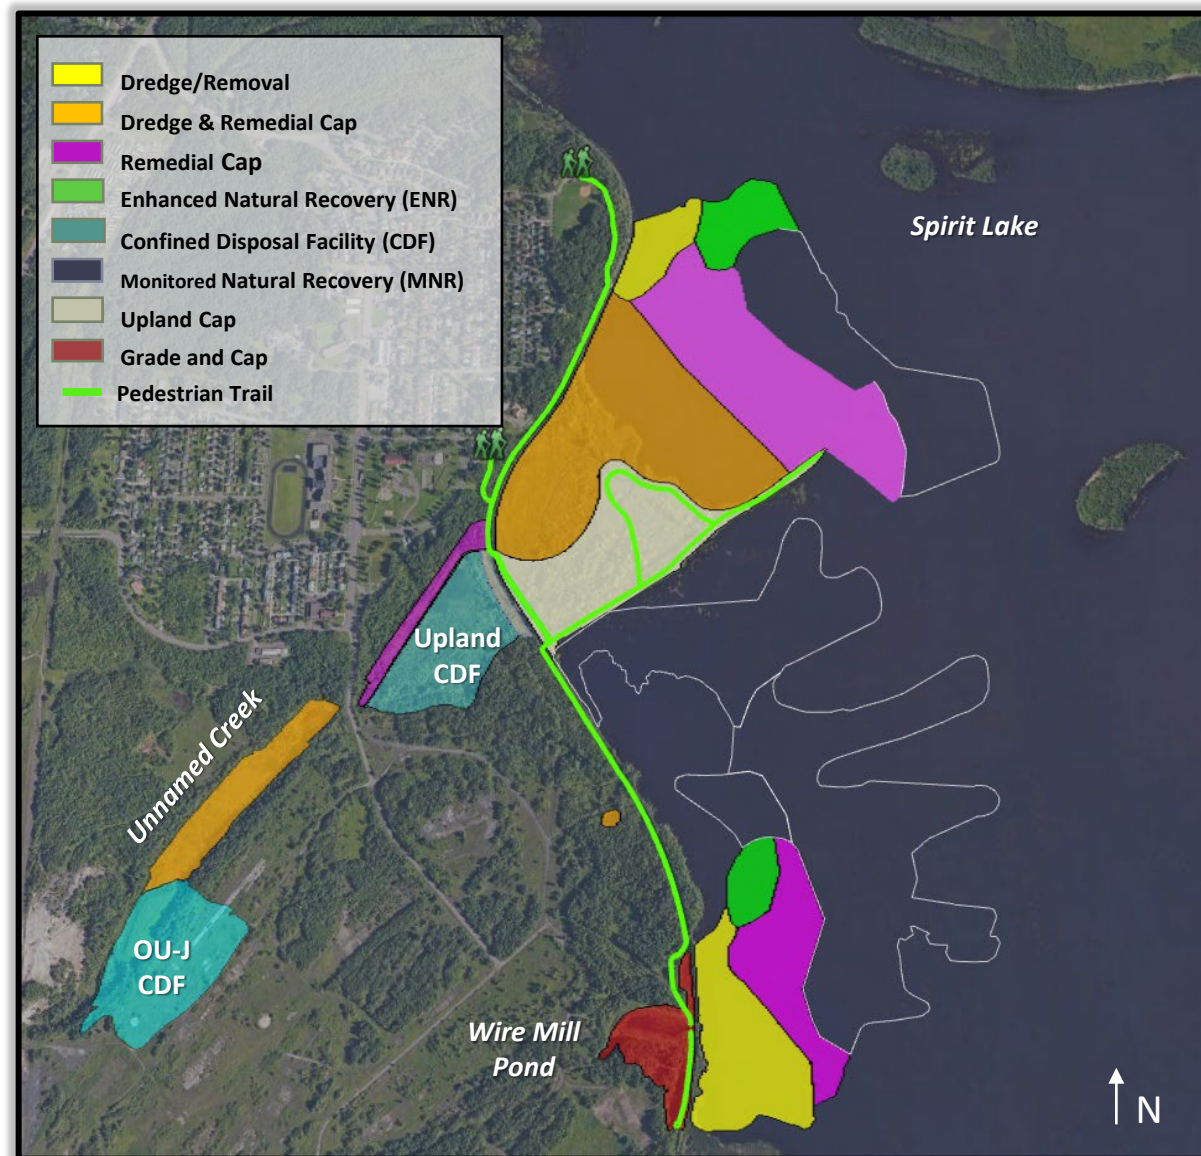 Dredge/Removal
Dredge & Remedial Cap
Remedial Cap
Enhanced Natural Recovery (ENR)
Confined Disposal Facility (CDF)
Monitored Natural Recovery (MNR)
Upland Cap
Grade and Cap
Pedestrian Trail
Spirit Lake
Upland
CDF
Unnamed Creek
OU-J
CDF
Wire Mill
Pond
N